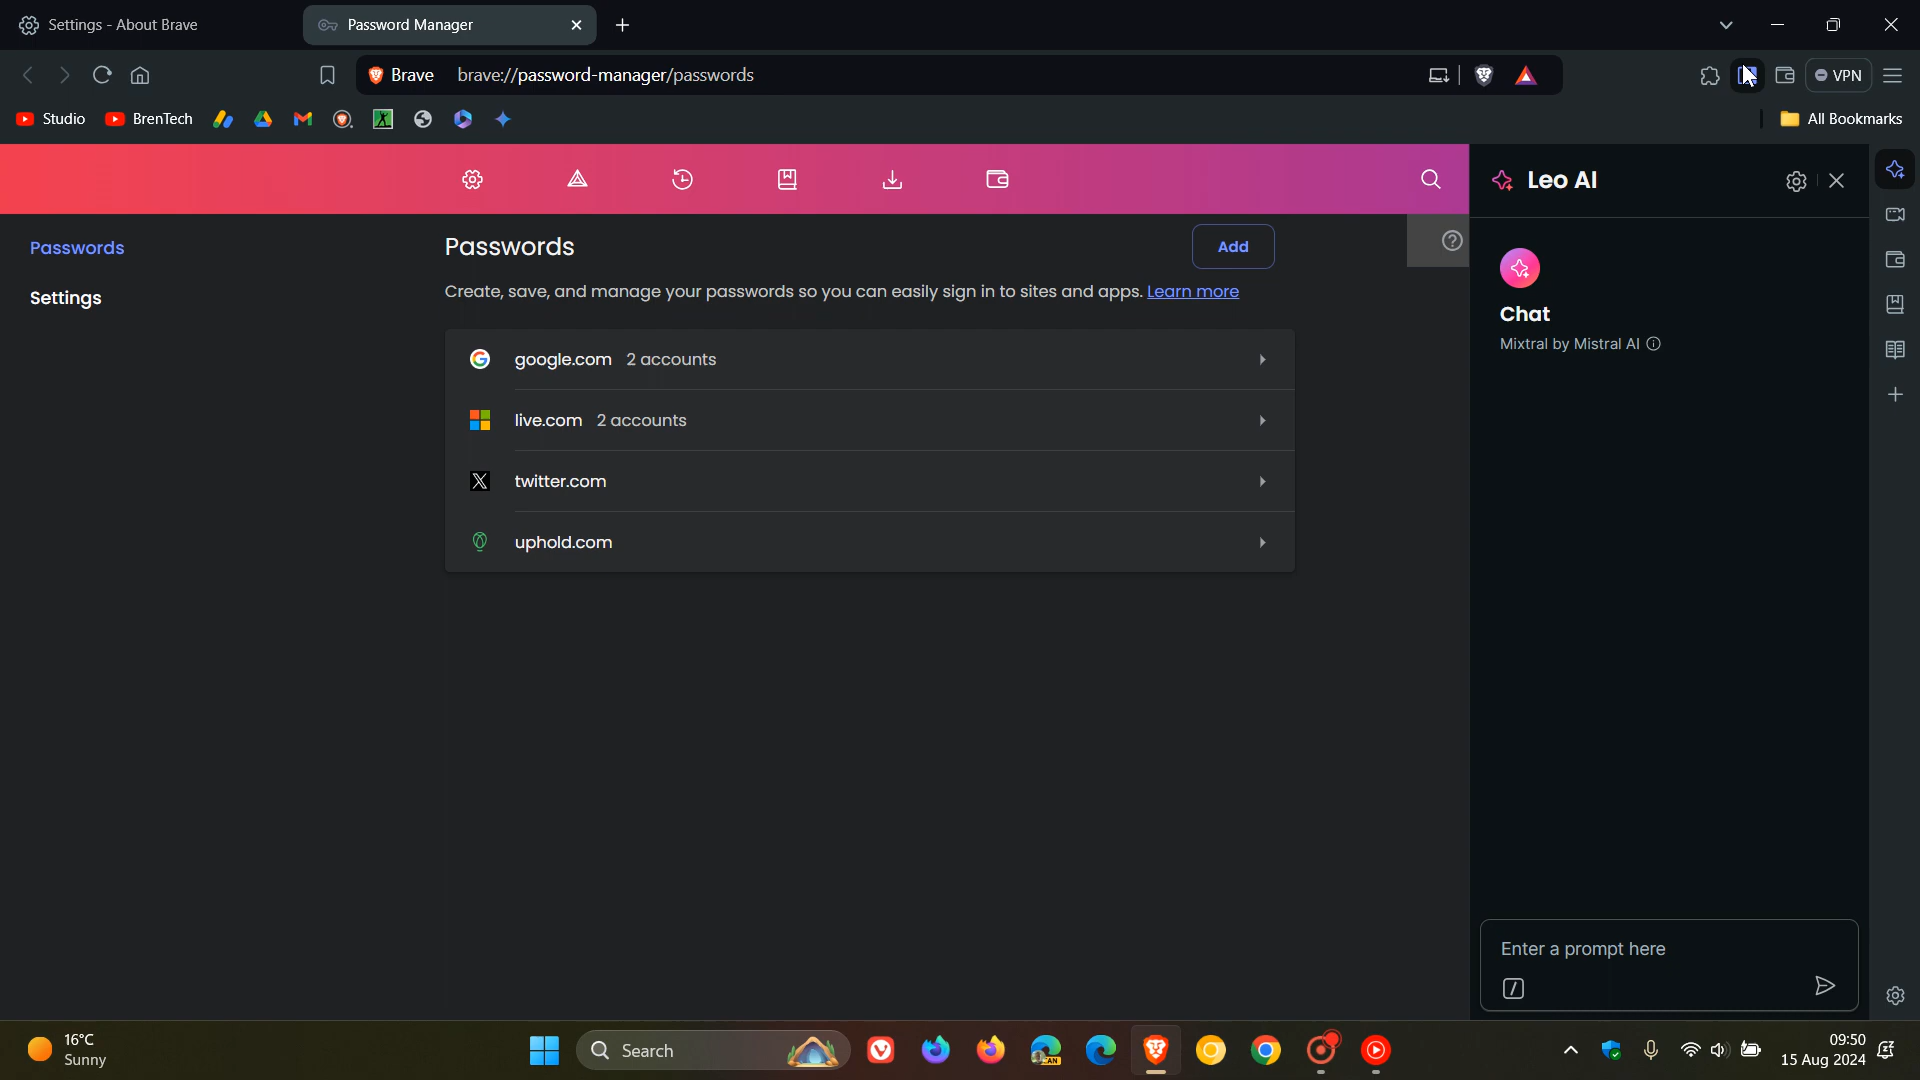 Settings - About Brave
Password Manager
Brave brave://password-manager/passwords
VPN
Studio
BrenTech
All Bookmarks
Leo AI
Passwords
Settings
Passwords
Add
Create, save, and manage your passwords so you can easily sign in to sites and apps. Learn more
google.com 2 accounts
live.com 2 accounts
twitter.com
uphold.com
Chat
Mixtral by Mistral AI
Enter a prompt here
16°C
Sunny
Search
CAN
09:50
15 Aug 2024